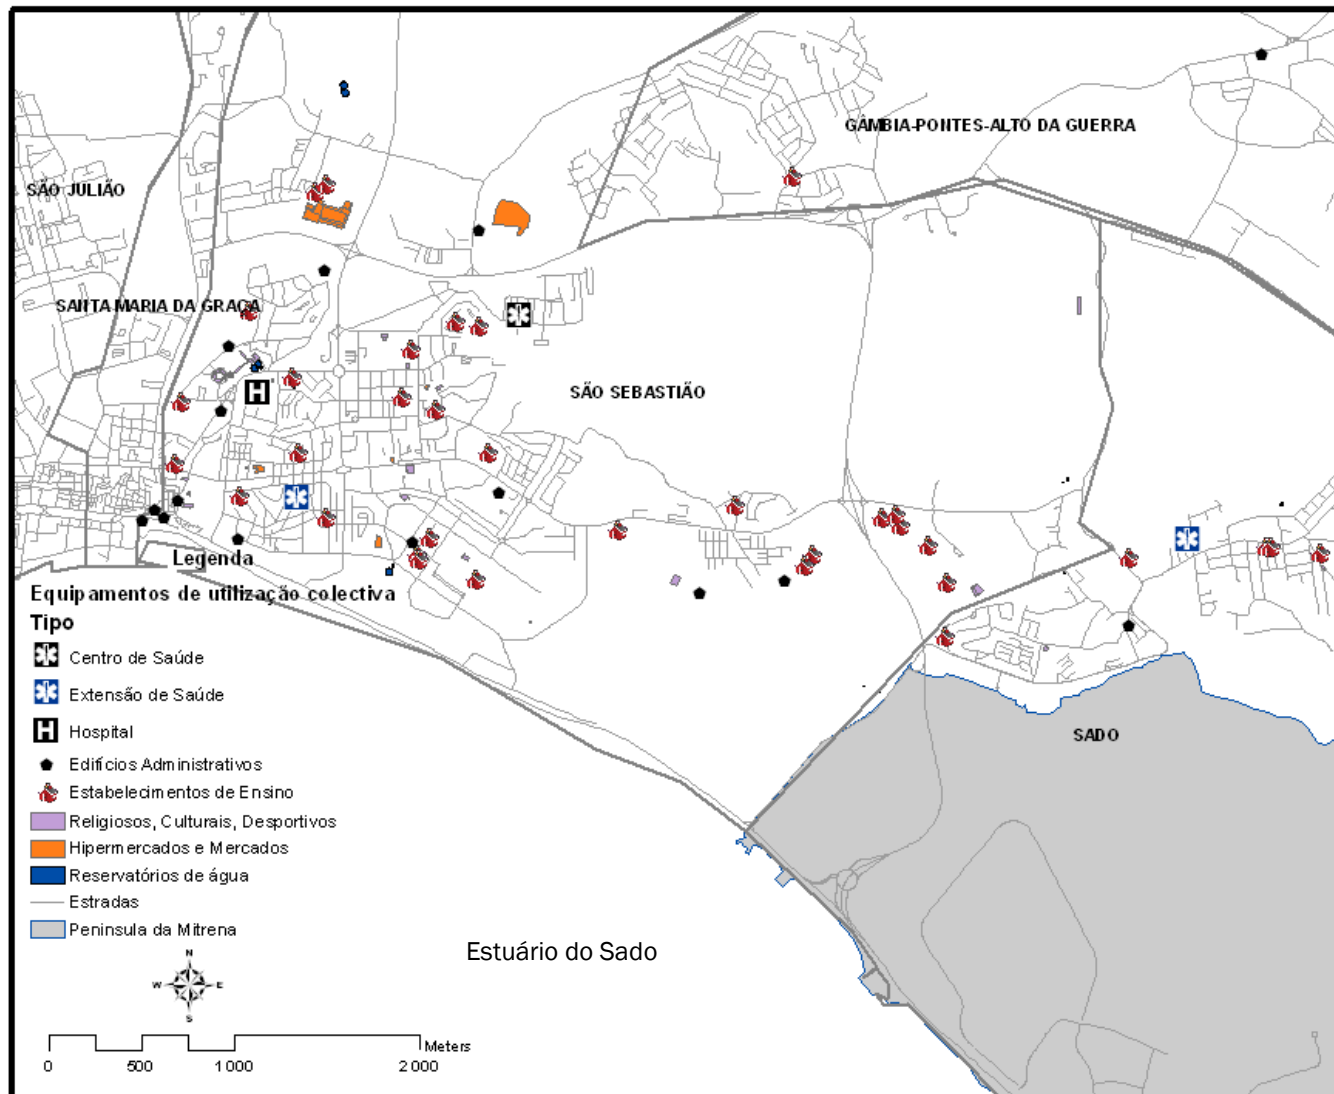 GÂMBIA-PONTES-ALTO DA GUERRA
SÃO JULIÃO
SANTA MARIA DA GRAÇA
SÃO SEBASTIÃO
H
SADO
Legenda
Equipamentos de utilização colectiva
Tipo
Centro de Saúde
Extensão de Saúde
H Hospital
Edifícios Administrativos
Estabelecimentos de Ensino
Religiosos, Culturais, Desportivos
Hipermercados e Mercados
Reservatórios de água
Estradas
Peninsula da Mitrena
Estuário do Sado
N
W E
S
Meters
0 500 1 000 2 000